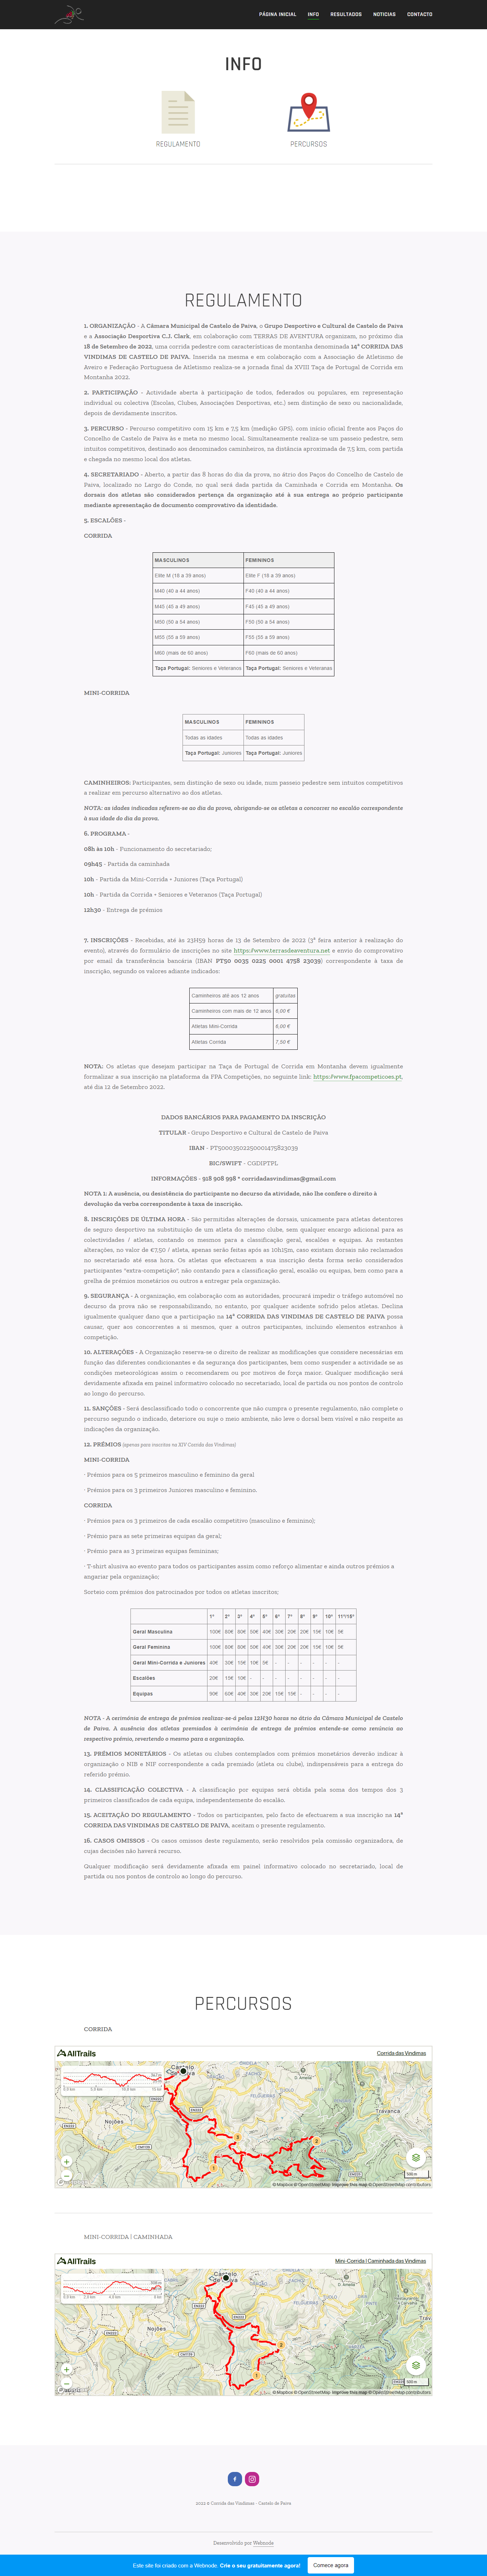 PÁGINA INICIAL INFO RESULTADOS NOTICIAS CONTACTO
INFO
REGULAMENTO PERCURSOS
REGULAMENTO
1. ORGANIZAÇÃO - A Câmara Municipal de Castelo de Paiva, o Grupo Desportivo e Cultural de Castelo de Paiva
e a Associação Desportiva C.J. Clark, em colaboração com TERRAS DE AVENTURA organizam, no próximo dia
18 de Setembro de 2022, uma corrida pedestre com características de montanha denominada 14ª CORRIDA DAS
VINDIMAS DE CASTELO DE PAIVA. Inserida na mesma e em colaboração com a Associação de Atletismo de
Aveiro e Federação Portuguesa de Atletismo realiza-se a jornada final da XVIII Taça de Portugal de Corrida em
Montanha 2022.
2. PARTICIPAÇÃO - Actividade aberta à participação de todos, federados ou populares, em representação
individual ou colectiva (Escolas, Clubes, Associações Desportivas, etc.) sem distinção de sexo ou nacionalidade,
depois de devidamente inscritos.
3. PERCURSO - Percurso competitivo com 15 km e 7,5 km (medição GPS), com início oficial frente aos Paços do
Concelho de Castelo de Paiva às e meta no mesmo local. Simultaneamente realiza-se um passeio pedestre, sem
intuitos competitivos, destinado aos denominados caminheiros, na distância aproximada de 7,5 km, com partida
e chegada no mesmo local dos atletas.
4. SECRETARIADO - Aberto, a partir das 8 horas do dia da prova, no átrio dos Paços do Concelho de Castelo de
Paiva, localizado no Largo do Conde, no qual será dada partida da Caminhada e Corrida em Montanha. Os
dorsais dos atletas são considerados pertença da organização até à sua entrega ao próprio participante
mediante apresentação de documento comprovativo da identidade.
5. ESCALÕES -
CORRIDA
MASCULINOS FEMININOS
Elite M (18 a 39 anos) Elite F (18 a 39 anos)
M40 (40 a 44 anos) F40 (40 a 44 anos)
M45 (45 a 49 anos) F45 (45 a 49 anos)
M50 (50 a 54 anos) F50 (50 a 54 anos)
M55 (55 a 59 anos) F55 (55 a 59 anos)
M60 (mais de 60 anos) F60 (mais de 60 anos)
Taça Portugal: Seniores e Veteranos Taça Portugal: Seniores e Veteranas
MINI-CORRIDA
MASCULINOS FEMININOS
Todas as idades Todas as idades
Taça Portugal: Juniores Taça Portugal: Juniores
CAMINHEIROS: Participantes, sem distinção de sexo ou idade, num passeio pedestre sem intuitos competitivos
a realizar em percurso alternativo ao dos atletas.
NOTA: as idades indicadas referem-se ao dia da prova, obrigando-se os atletas a concorrer no escalão correspondente
à sua idade do dia da prova.
6. PROGRAMA -
08h às 10h - Funcionamento do secretariado;
09h45 - Partida da caminhada
10h - Partida da Mini-Corrida + Juniores (Taça Portugal)
10h - Partida da Corrida + Seniores e Veteranos (Taça Portugal)
12h30 - Entrega de prémios
7. INSCRIÇÕES - Recebidas, até às 23H59 horas de 13 de Setembro de 2022 (3ª feira anterior à realização do
evento), através do formulário de inscrições no site https://www.terrasdeaventura.net e envio do comprovativo
por email da transferência bancária (IBAN PT50 0035 0225 0001 4758 23039) correspondente à taxa de
inscrição, segundo os valores adiante indicados:
Caminheiros até aos 12 anos gratuitas
Caminheiros com mais de 12 anos 6,00 €
Atletas Mini-Corrida 6,00 €
Atletas Corrida 7,50 €
NOTA: Os atletas que desejam participar na Taça de Portugal de Corrida em Montanha devem igualmente
formalizar a sua inscrição na plataforma da FPA Competições, no seguinte link: https://www.fpacompeticoes.pt,
até dia 12 de Setembro 2022.
DADOS BANCÁRIOS PARA PAGAMENTO DA INSCRIÇÃO
TITULAR - Grupo Desportivo e Cultural de Castelo de Paiva
IBAN - PT50003502250001475823039
BIC/SWIFT - CGDIPTPL
INFORMAÇÕES - 918 908 998 * corridadasvindimas@gmail.com
NOTA 1: A ausência, ou desistência do participante no decurso da atividade, não lhe confere o direito à
devolução da verba correspondente à taxa de inscrição.
8. INSCRIÇÕES DE ÚLTIMA HORA - São permitidas alterações de dorsais, unicamente para atletas detentores
de seguro desportivo na substituição de um atleta do mesmo clube, sem qualquer encargo adicional para as
colectividades / atletas, contando os mesmos para a classificação geral, escalões e equipas. As restantes
alterações, no valor de €7,50 / atleta, apenas serão feitas após as 10h15m, caso existam dorsais não reclamados
no secretariado até essa hora. Os atletas que efectuarem a sua inscrição desta forma serão considerados
participantes "extra-competição"; não contando para a classificação geral, escalão ou equipas, bem como para a
grelha de prémios monetários ou outros a entregar pela organização.
9. SEGURANÇA - A organização, em colaboração com as autoridades, procurará impedir o tráfego automóvel no
decurso da prova não se responsabilizando, no entanto, por qualquer acidente sofrido pelos atletas. Declina
igualmente qualquer dano que a participação na 14ª CORRIDA DAS VINDIMAS DE CASTELO DE PAIVA possa
causar, quer aos concorrentes a si mesmos, quer a outros participantes, incluindo elementos estranhos à
competição.
10. ALTERAÇÕES - A Organização reserva-se o direito de realizar as modificações que considere necessárias em
função das diferentes condicionantes e da segurança dos participantes, bem como suspender a actividade se as
condições meteorológicas assim o recomendarem ou por motivos de força maior. Qualquer modificação será
devidamente afixada em painel informativo colocado no secretariado, local de partida ou nos pontos de controlo
ao longo do percurso.
11. SANÇÕES - Será desclassificado todo o concorrente que não cumpra o presente regulamento, não complete o
percurso segundo o indicado, deteriore ou suje o meio ambiente, não leve o dorsal bem visível e não respeite as
indicações da organização.
12. PRÉMIOS (apenas para inscritos na XIV Corrida das Vindimas)
MINI-CORRIDA
· Prémios para os 5 primeiros masculino e feminino da geral
· Prémios para os 3 primeiros Juniores masculino e feminino.
CORRIDA
· Prémios para os 3 primeiros de cada escalão competitivo (masculino e feminino);
· Prémio para as sete primeiras equipas da geral;
· Prémio para as 3 primeiras equipas femininas;
· T-shirt alusiva ao evento para todos os participantes assim como reforço alimentar e ainda outros prémios a
angariar pela organização;
Sorteio com prémios dos patrocinados por todos os atletas inscritos;
1º 2º 3º 4º 5º 6º 7º 8º 9º 10º 11º/15º
Geral Masculina 100€ 80€ 60€ 50€ 40€ 30€ 20€ 20€ 15€ 10€ 5€
Geral Feminina 100€ 80€ 60€ 50€ 40€ 30€ 20€ 20€ 15€ 10€ 5€
Geral Mini-Corrida e Juniores 40€ 30€ 15€ 10€ 5€ - - - - - -
Escalões 20€ 15€ 10€ - - - - - - - -
Equipas 90€ 60€ 40€ 30€ 20€ 15€ 15€ - - - -
NOTA - A cerimónia de entrega de prémios realizar-se-á pelas 12H30 horas no átrio da Câmara Municipal de Castelo
de Paiva. A ausência dos atletas premiados à cerimónia de entrega de prémios entende-se como renúncia ao
respectivo prémio, revertendo o mesmo para a organização.
13. PRÉMIOS MONETÁRIOS - Os atletas ou clubes contemplados com prémios monetários deverão indicar à
organização o NIB e NIF correspondente a cada premiado (atleta ou clube), indispensáveis para a entrega do
referido prémio.
14. CLASSIFICAÇÃO COLECTIVA - A classificação por equipas será obtida pela soma dos tempos dos 3
primeiros classificados de cada equipa, independentemente do escalão.
15. ACEITAÇÃO DO REGULAMENTO - Todos os participantes, pelo facto de efectuarem a sua inscrição na 14ª
CORRIDA DAS VINDIMAS DE CASTELO DE PAIVA, aceitam o presente regulamento.
16. CASOS OMISSOS - Os casos omissos deste regulamento, serão resolvidos pela comissão organizadora, de
cujas decisões não haverá recurso.
Qualquer modificação será devidamente afixada em painel informativo colocado no secretariado, local de
partida ou nos pontos de controlo ao longo do percurso.
PERCURSOS
CORRIDA
AllTrails Corrida das Vindimas
Castelo de Paiva
Nojões
Travanca
FELGUEIRAS
© Mapbox © OpenStreetMap Improve this map © OpenStreetMap contributors
MINI-CORRIDA | CAMINHADA
AllTrails Mini-Corrida | Caminhada das Vindimas
Castelo de Paiva
Nojões
FELGUEIRAS
© Mapbox © OpenStreetMap Improve this map © OpenStreetMap contributors
2022 © Corrida das Vindimas - Castelo de Paiva
Desenvolvido por Webnode
Este site foi criado com a Webnode. Crie o seu gratuitamente agora! Comece agora